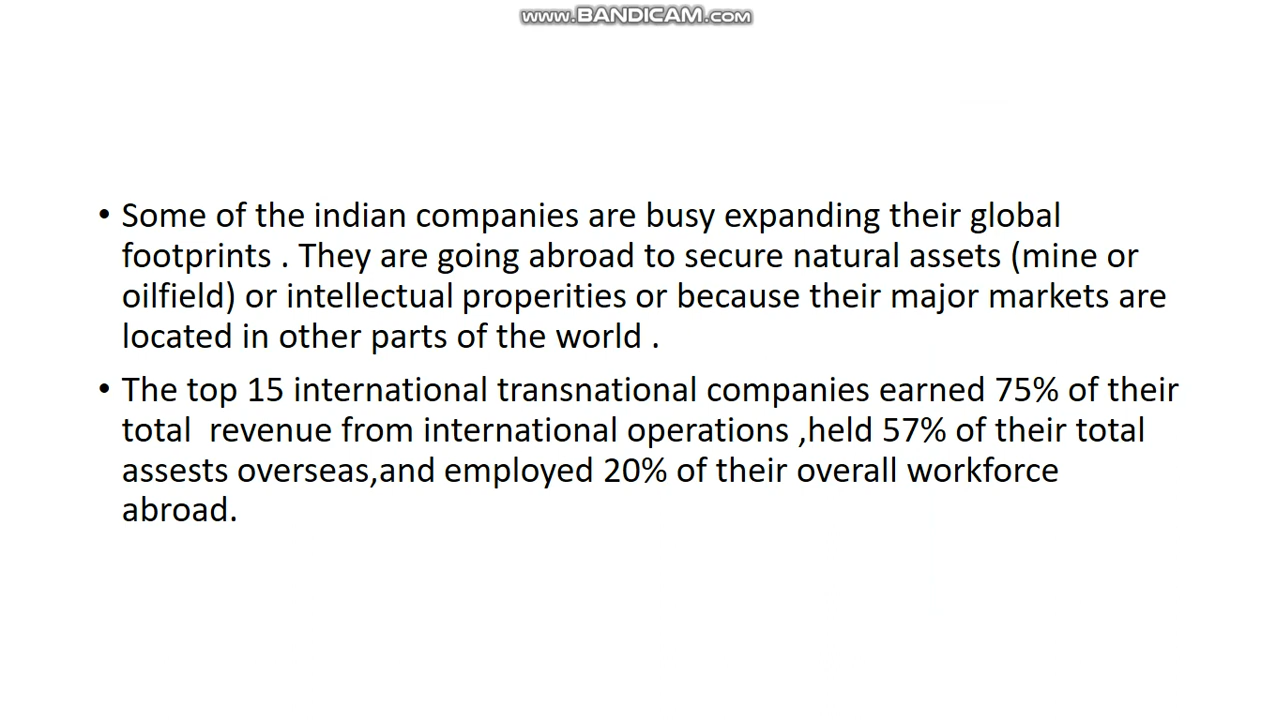 www.BANDICAM.com
• Some of the indian companies are busy expanding their global
footprints . They are going abroad to secure natural assets (mine or
oilfield) or intellectual properities or because their major markets are
located in other parts of the world .
• The top 15 international transnational companies earned 75% of their
total  revenue from international operations ,held 57% of their total
assests overseas,and employed 20% of their overall workforce
abroad.